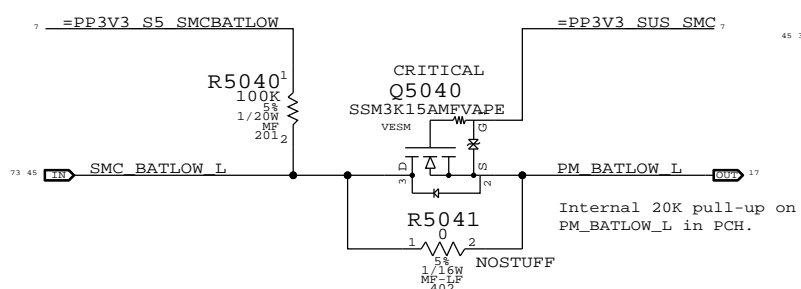 7 =PP3V3_S5_SMCBATLOW
=PP3V3_SUS_SMC 7
45 3
CRITICAL
Q5040
SSM3K15AMFVAPE
VESM
R5040 1
100K
5%
1/20W
MF
201 2
G 1
D
3
S
2
73 45 IN SMC_BATLOW_L
PM_BATLOW_L OUT 17
R5041
0
1 2
5%
1/16W
MF-LF
402
NOSTUFF
Internal 20K pull-up on
PM_BATLOW_L in PCH.